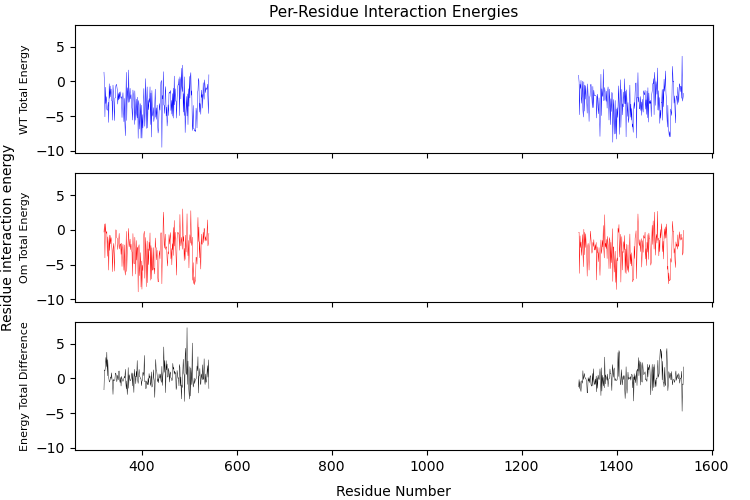 Per-Residue Interaction Energies
Residue interaction energy
WT Total Energy
5
0
−5
−10
Om Total Energy
5
0
−5
−10
Energy Total Difference
5
0
−5
−10
400 600 800 1000 1200 1400 1600
Residue Number